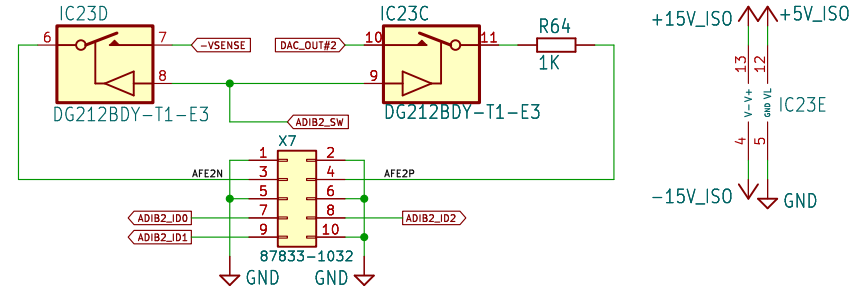 IC23D
6
7
-VSENSE
8
DG212BDY-T1-E3
IC23C
DAC_OUT#2
10
11
9
DG212BDY-T1-E3
R64
1K
ADIB2_SW
X7
1
2
AFE2N
3
4
AFE2P
5
6
ADIB2_ID0
7
8
ADIB2_ID2
ADIB2_ID1
9
10
87833-1032
GND
GND
+15V_ISO
+5V_ISO
13
12
V-V+
GND VL
IC23E
4
5
-15V_ISO
GND